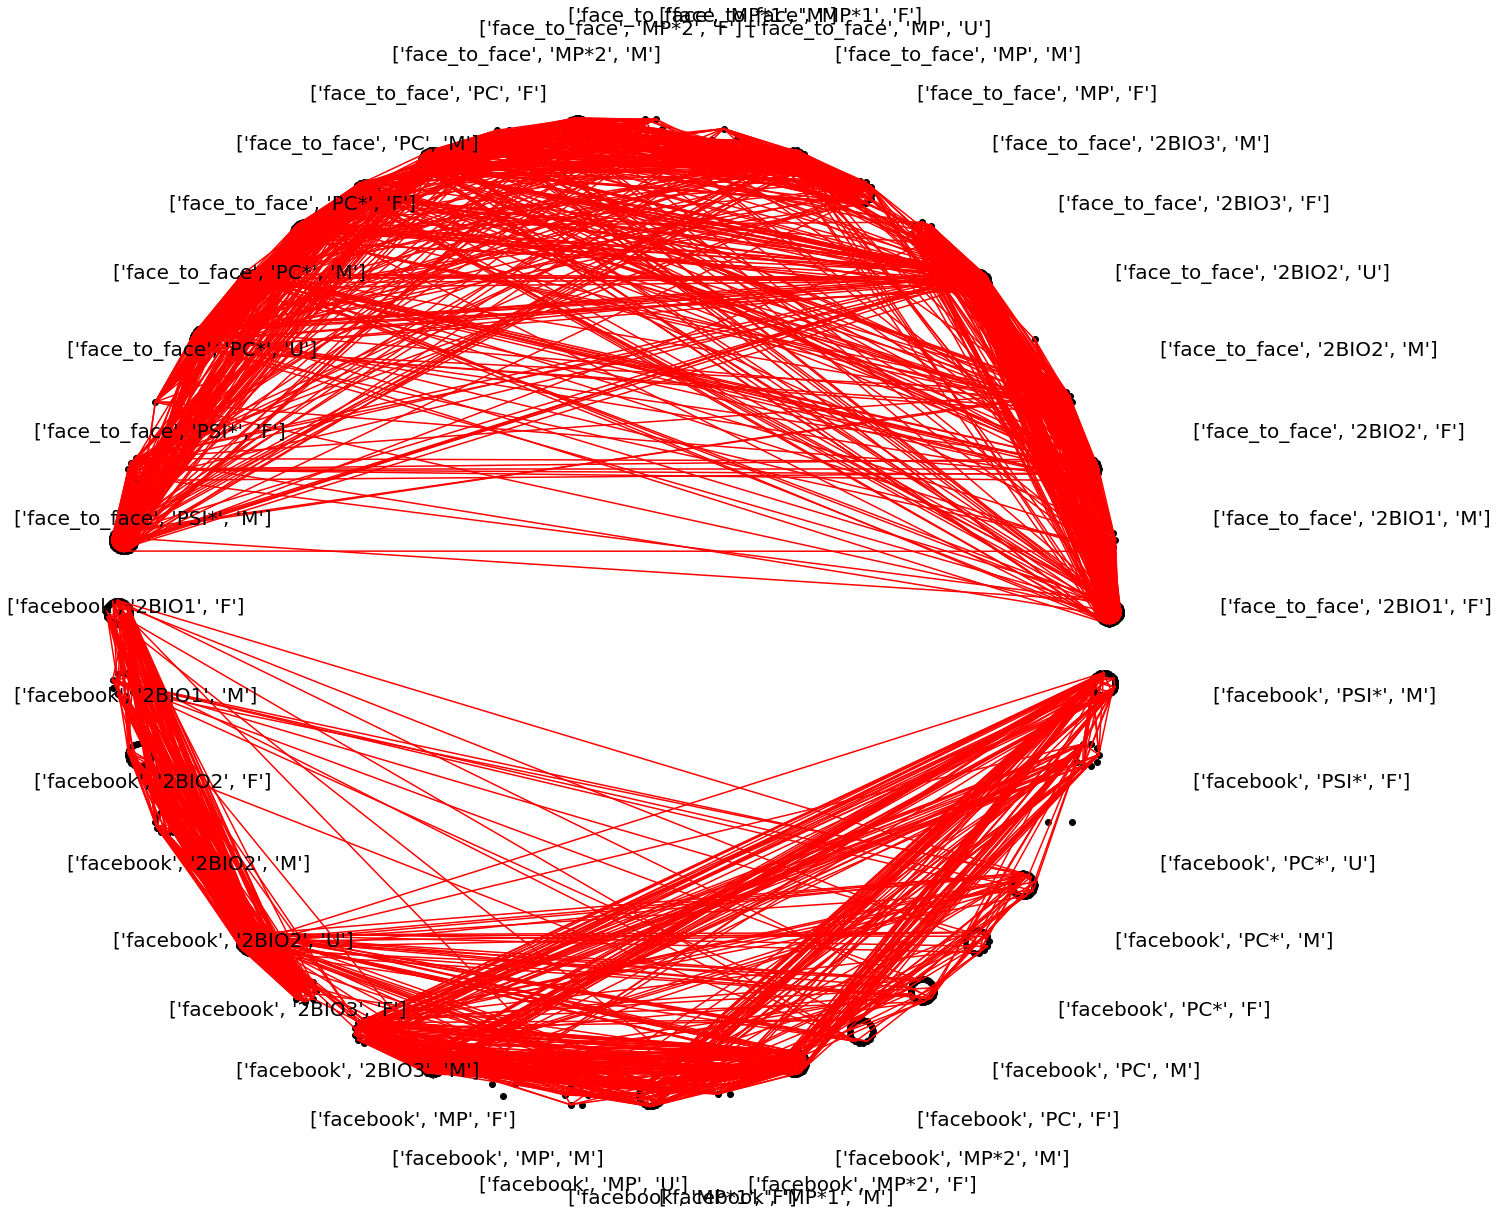 ['face_to_face', 'MP*1', 'M']
['face_to_face', 'MP*1', 'F']
['face_to_face', 'MP*2', 'F']
['face_to_face', 'MP', 'U']
['face_to_face', 'MP*2', 'M']
['face_to_face', 'MP', 'M']
['face_to_face', 'PC', 'F']
['face_to_face', 'MP', 'F']
['face_to_face', 'PC', 'M']
['face_to_face', '2BIO3', 'M']
['face_to_face', 'PC*', 'F']
['face_to_face', '2BIO3', 'F']
['face_to_face', 'PC*', 'M']
['face_to_face', '2BIO2', 'U']
['face_to_face', 'PC*', 'U']
['face_to_face', '2BIO2', 'M']
['face_to_face', 'PSI*', 'F']
['face_to_face', '2BIO2', 'F']
['face_to_face', 'PSI*', 'M']
['face_to_face', '2BIO1', 'M']
['facebook', '2BIO1', 'F']
['face_to_face', '2BIO1', 'F']
['facebook', '2BIO1', 'M']
['facebook', 'PSI*', 'M']
['facebook', '2BIO2', 'F']
['facebook', 'PSI*', 'F']
['facebook', '2BIO2', 'M']
['facebook', 'PC*', 'U']
['facebook', '2BIO2', 'U']
['facebook', 'PC*', 'M']
['facebook', '2BIO3', 'F']
['facebook', 'PC*', 'F']
['facebook', '2BIO3', 'M']
['facebook', 'PC', 'M']
['facebook', 'MP', 'F']
['facebook', 'PC', 'F']
['facebook', 'MP', 'M']
['facebook', 'MP*2', 'M']
['facebook', 'MP', 'U']
['facebook', 'MP*2', 'F']
['facebook', 'MP*1', 'F']
['facebook', 'MP*1', 'M']